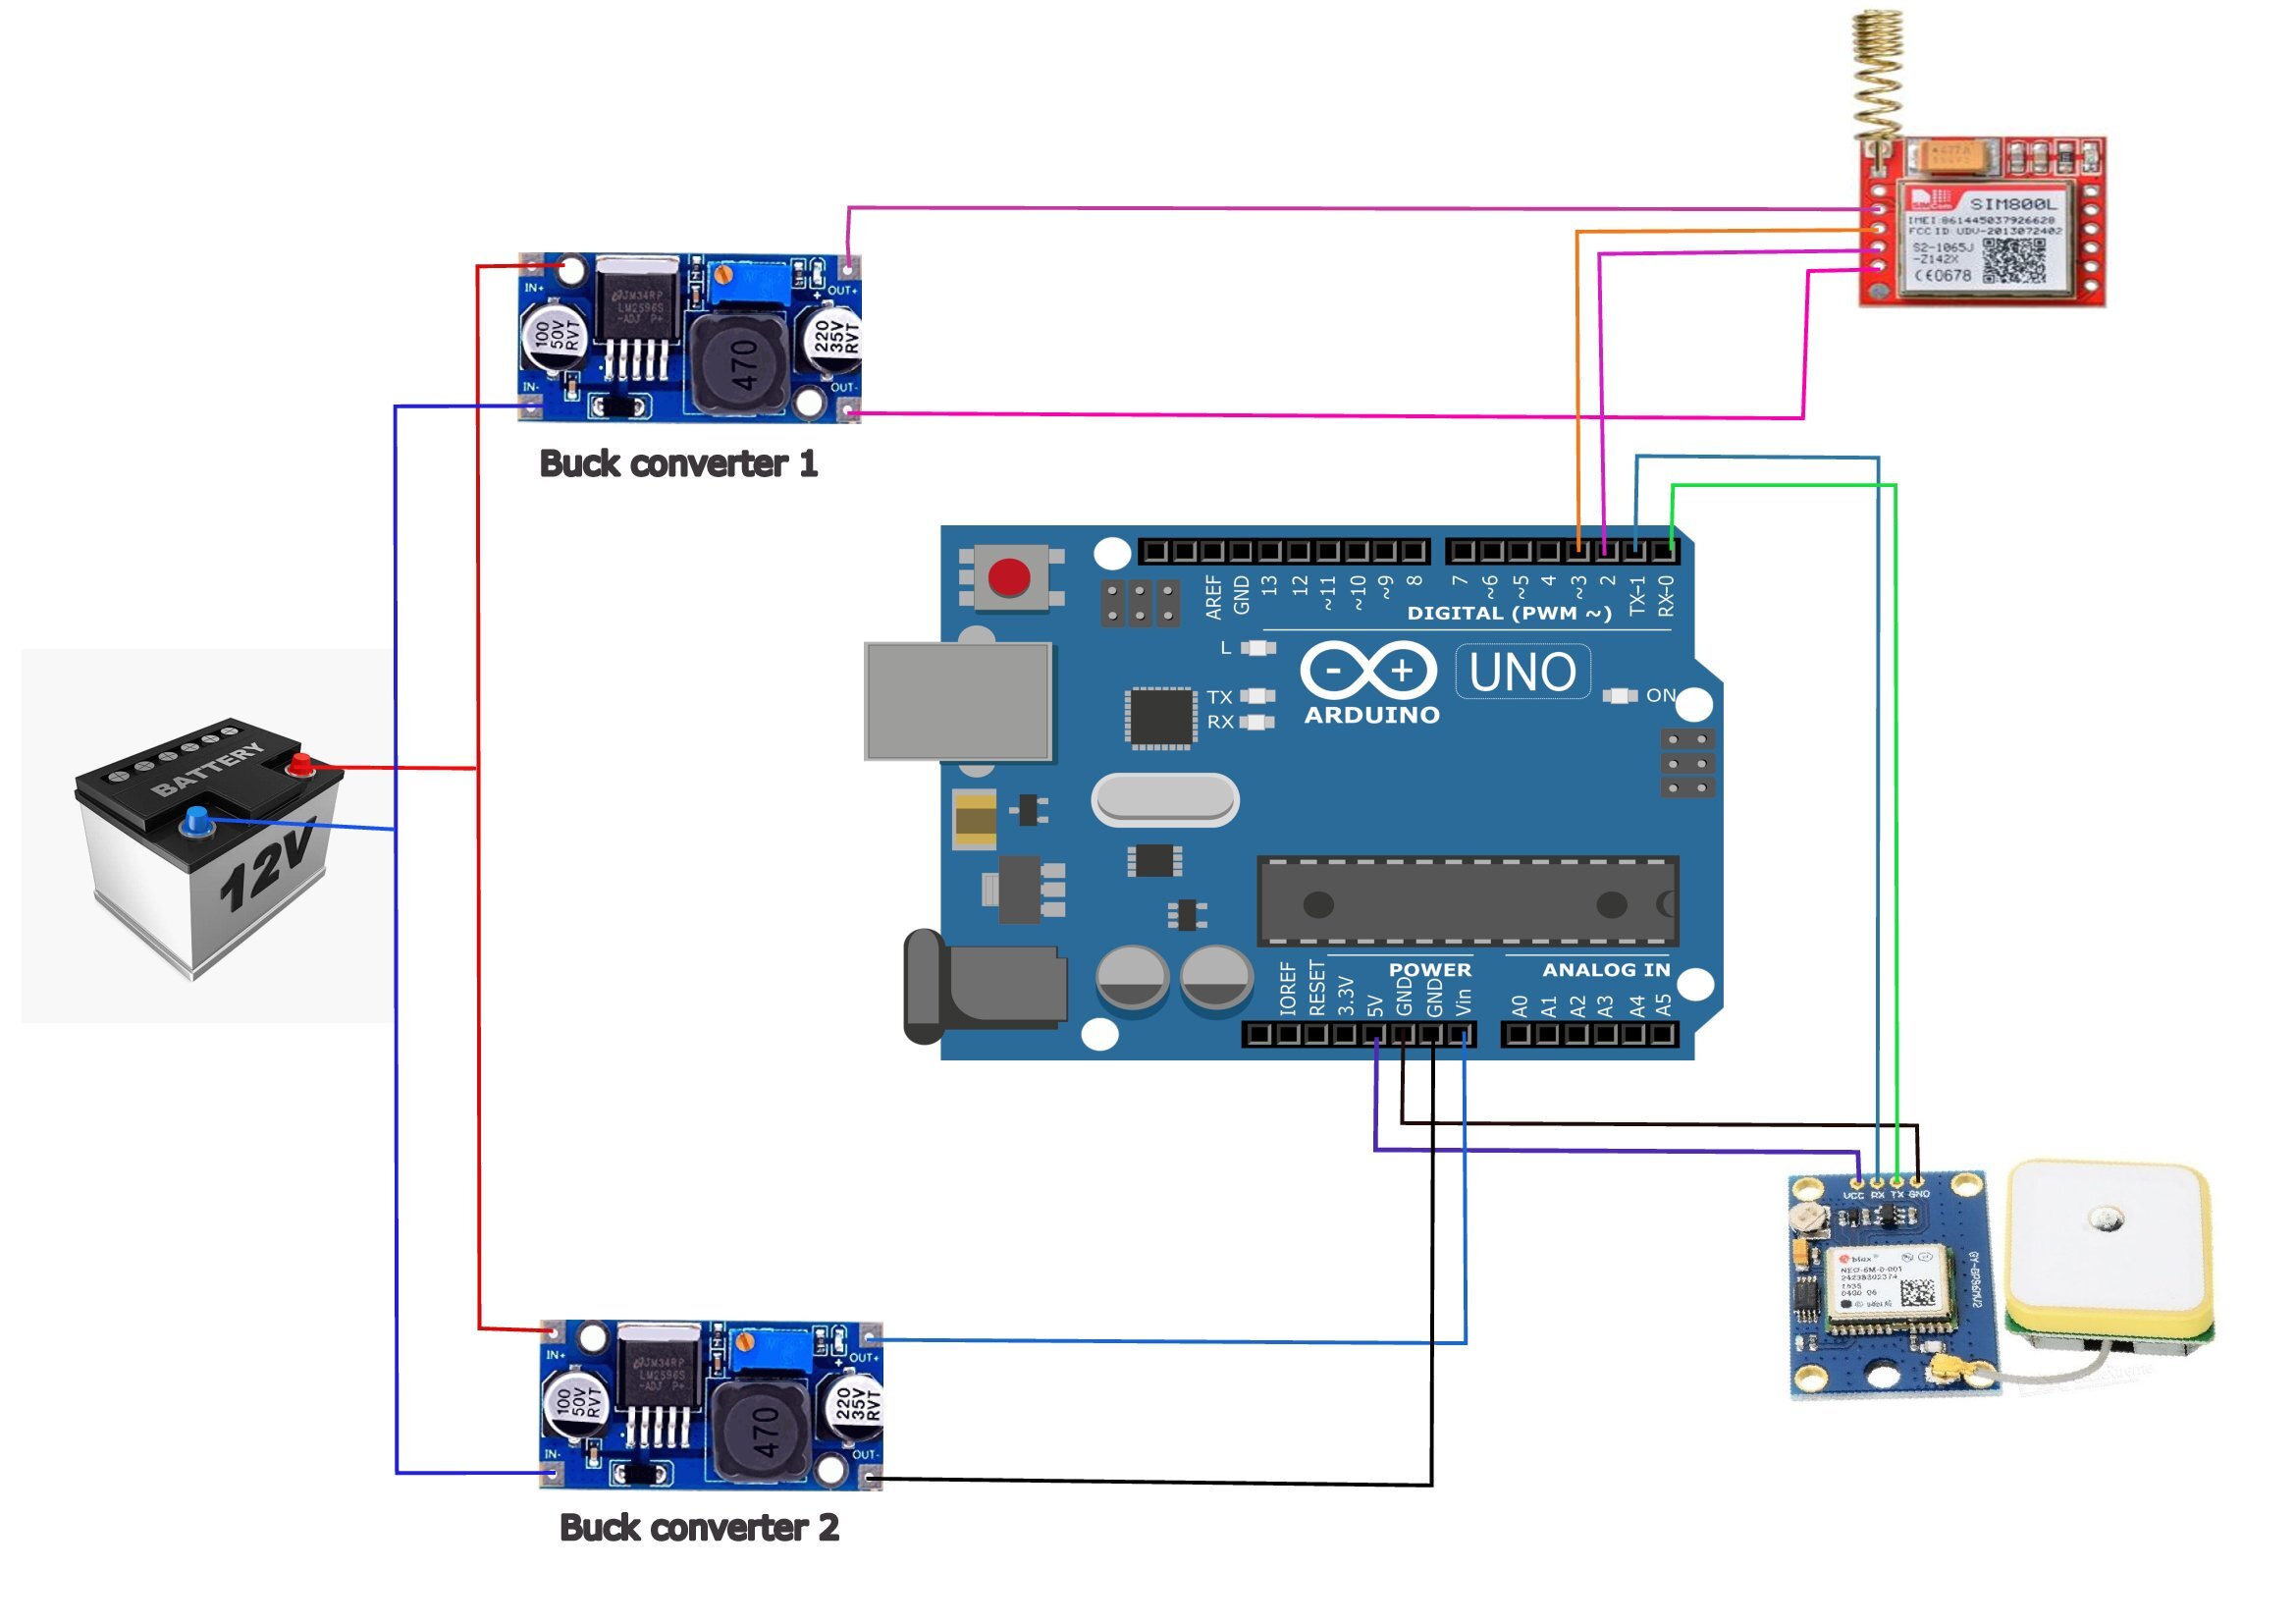 SIM800L
IMEI:861445037926628
FCC ID: UDV-2013072402
S2-1065J
-Z142X
CE0678
IN+
JM34RP
LM2596S
-ADJ P+
+
OUT+
100
50V
RVT
470
220
35V
RVT
IN-
OUT-
Buck converter 1
AREF
GND
13
12
~11
~10
~9
8
7
~6
~5
4
~3
2
TX-1
RX-0
DIGITAL (PWM ~)
L
TX
RX
- +
ARDUINO
UNO
ON
BATTERY
12V
POWER
ANALOG IN
IOREF
RESET
3.3V
5V
GND
GND
Vin
A0
A1
A2
A3
A4
A5
VCC RX TX GND
NEO-6M-0-001
GY-GPS6MV2
IN+
JM34RP
LM2596S
-ADJ P+
+
OUT+
100
50V
RVT
470
220
35V
RVT
IN-
OUT-
Buck converter 2